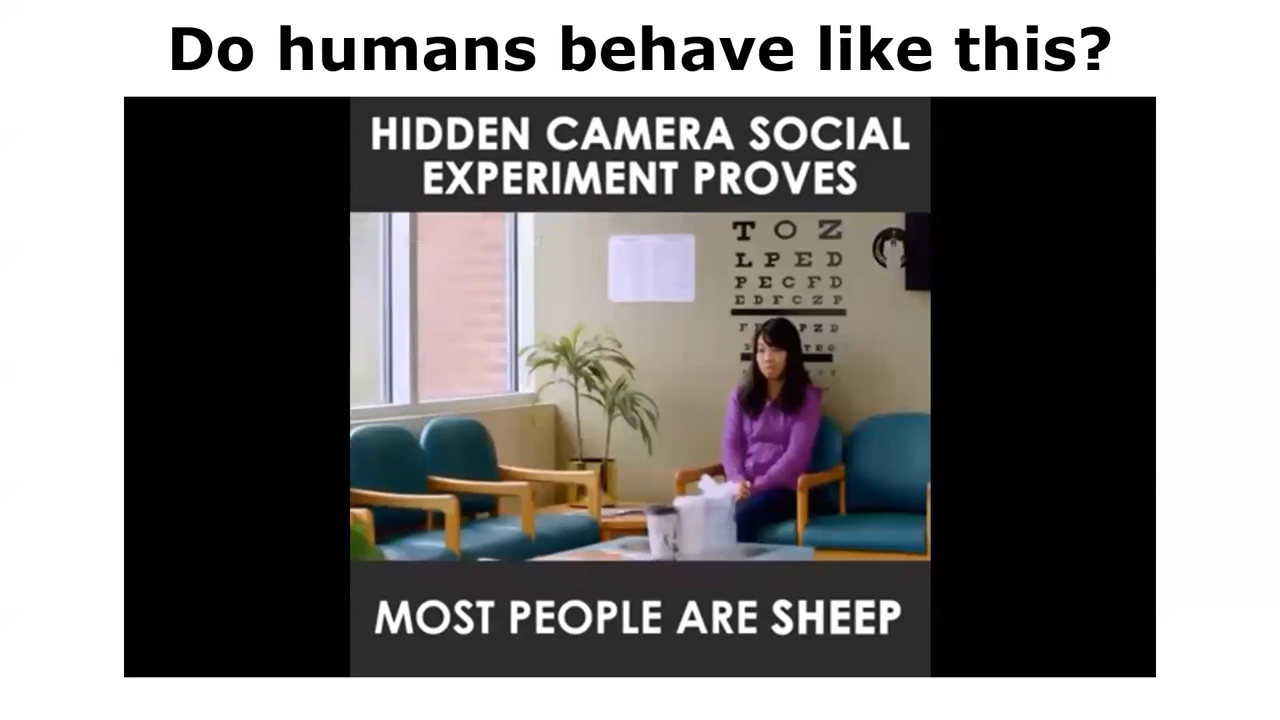 Do humans behave like this?
HIDDEN CAMERA SOCIAL
EXPERIMENT PROVES
T O Z
L P E D
P E C F D
E D F C Z P
MOST PEOPLE ARE SHEEP